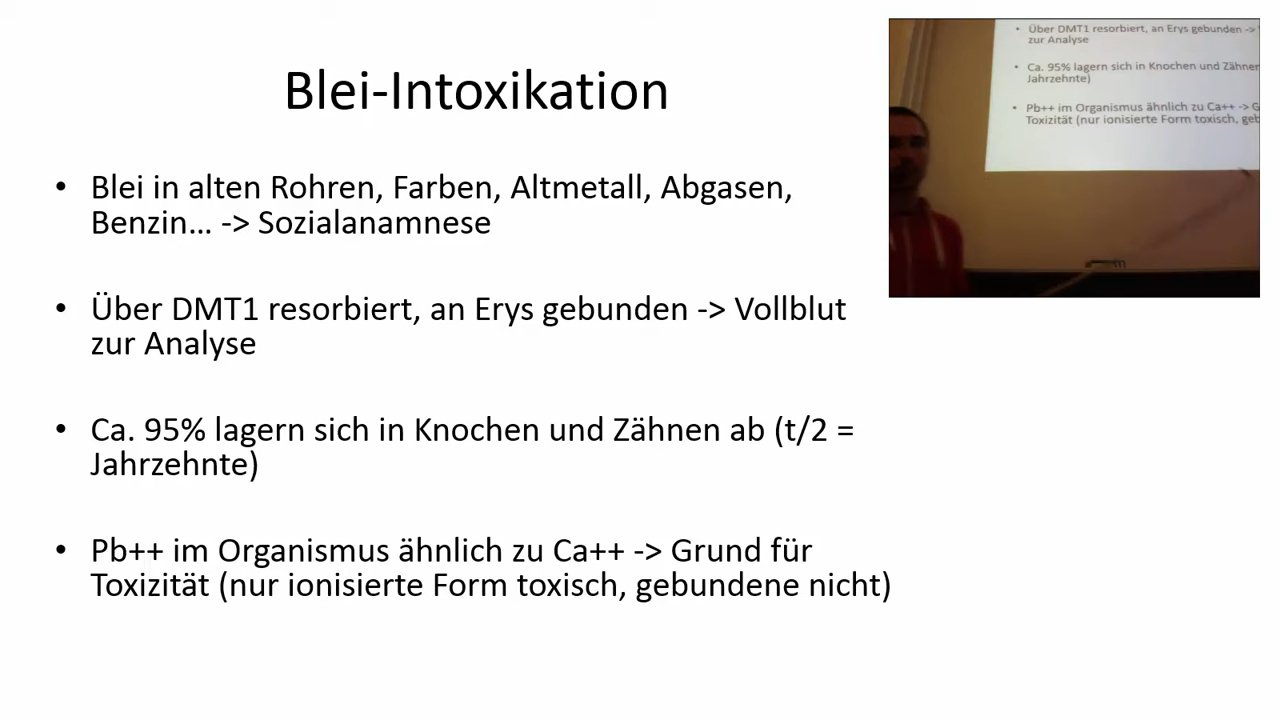 Blei-Intoxikation
• Blei in alten Rohren, Farben, Altmetall, Abgasen,
Benzin... -> Sozialanamnese
• Über DMT1 resorbiert, an Erys gebunden -> Vollblut
zur Analyse
• Ca. 95% lagern sich in Knochen und Zähnen ab (t/2 =
Jahrzehnte)
• Pb++ im Organismus ähnlich zu Ca++ -> Grund für
Toxizität (nur ionisierte Form toxisch, gebundene nicht)
• Über DMT1 resorbiert, an Erys gebunden ->
zur Analyse
• Ca. 95% lagern sich in Knochen und Zähnen
Jahrzehnte)
• Pb++ im Organismus ähnlich zu Ca++ -> G
Toxizität (nur ionisierte Form toxisch, geb